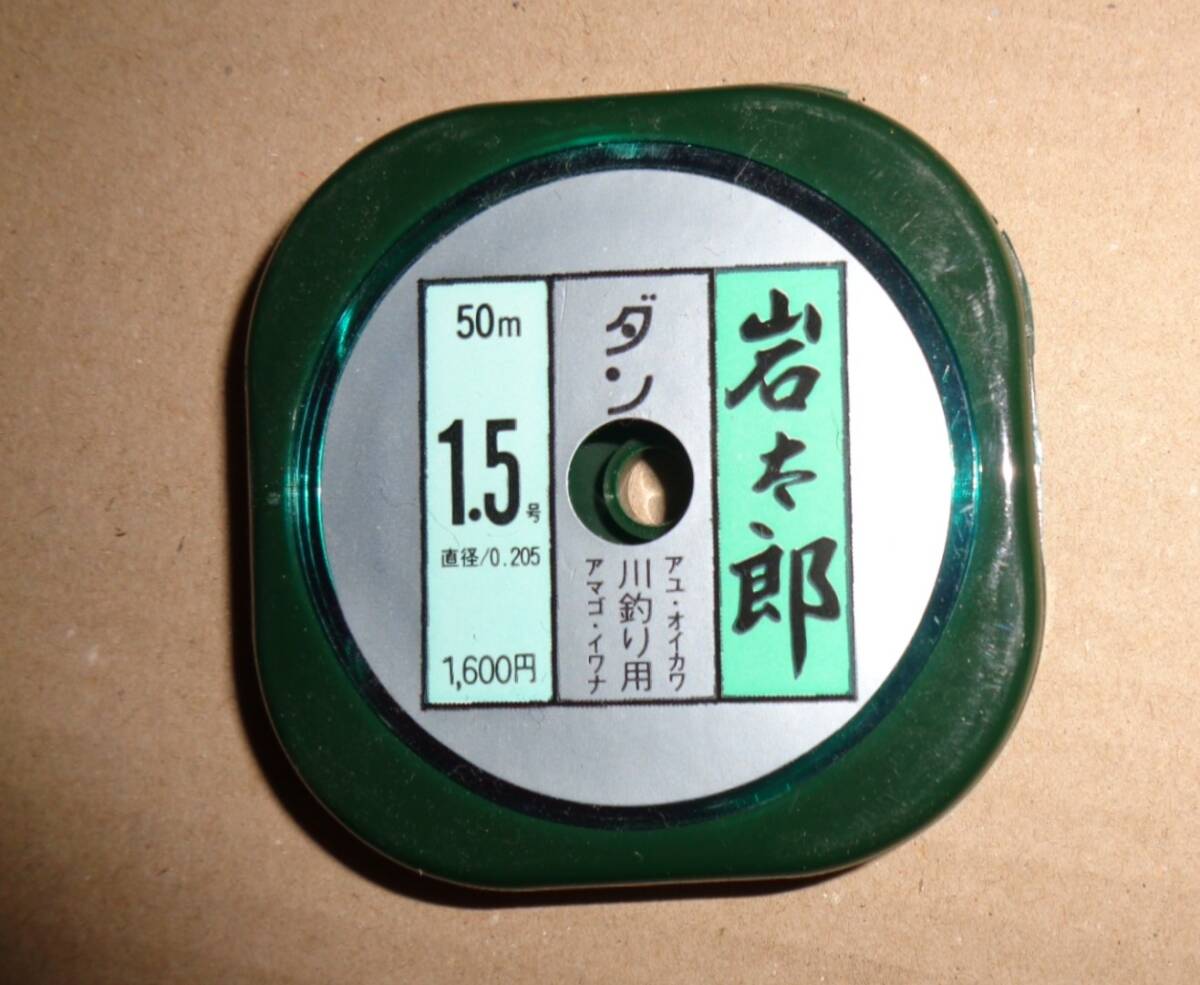 岩太郎
ダン
アユ・オイカワ
川釣り用
アマゴ・イワナ
50m
1.5号
直径/0.205
1,600円